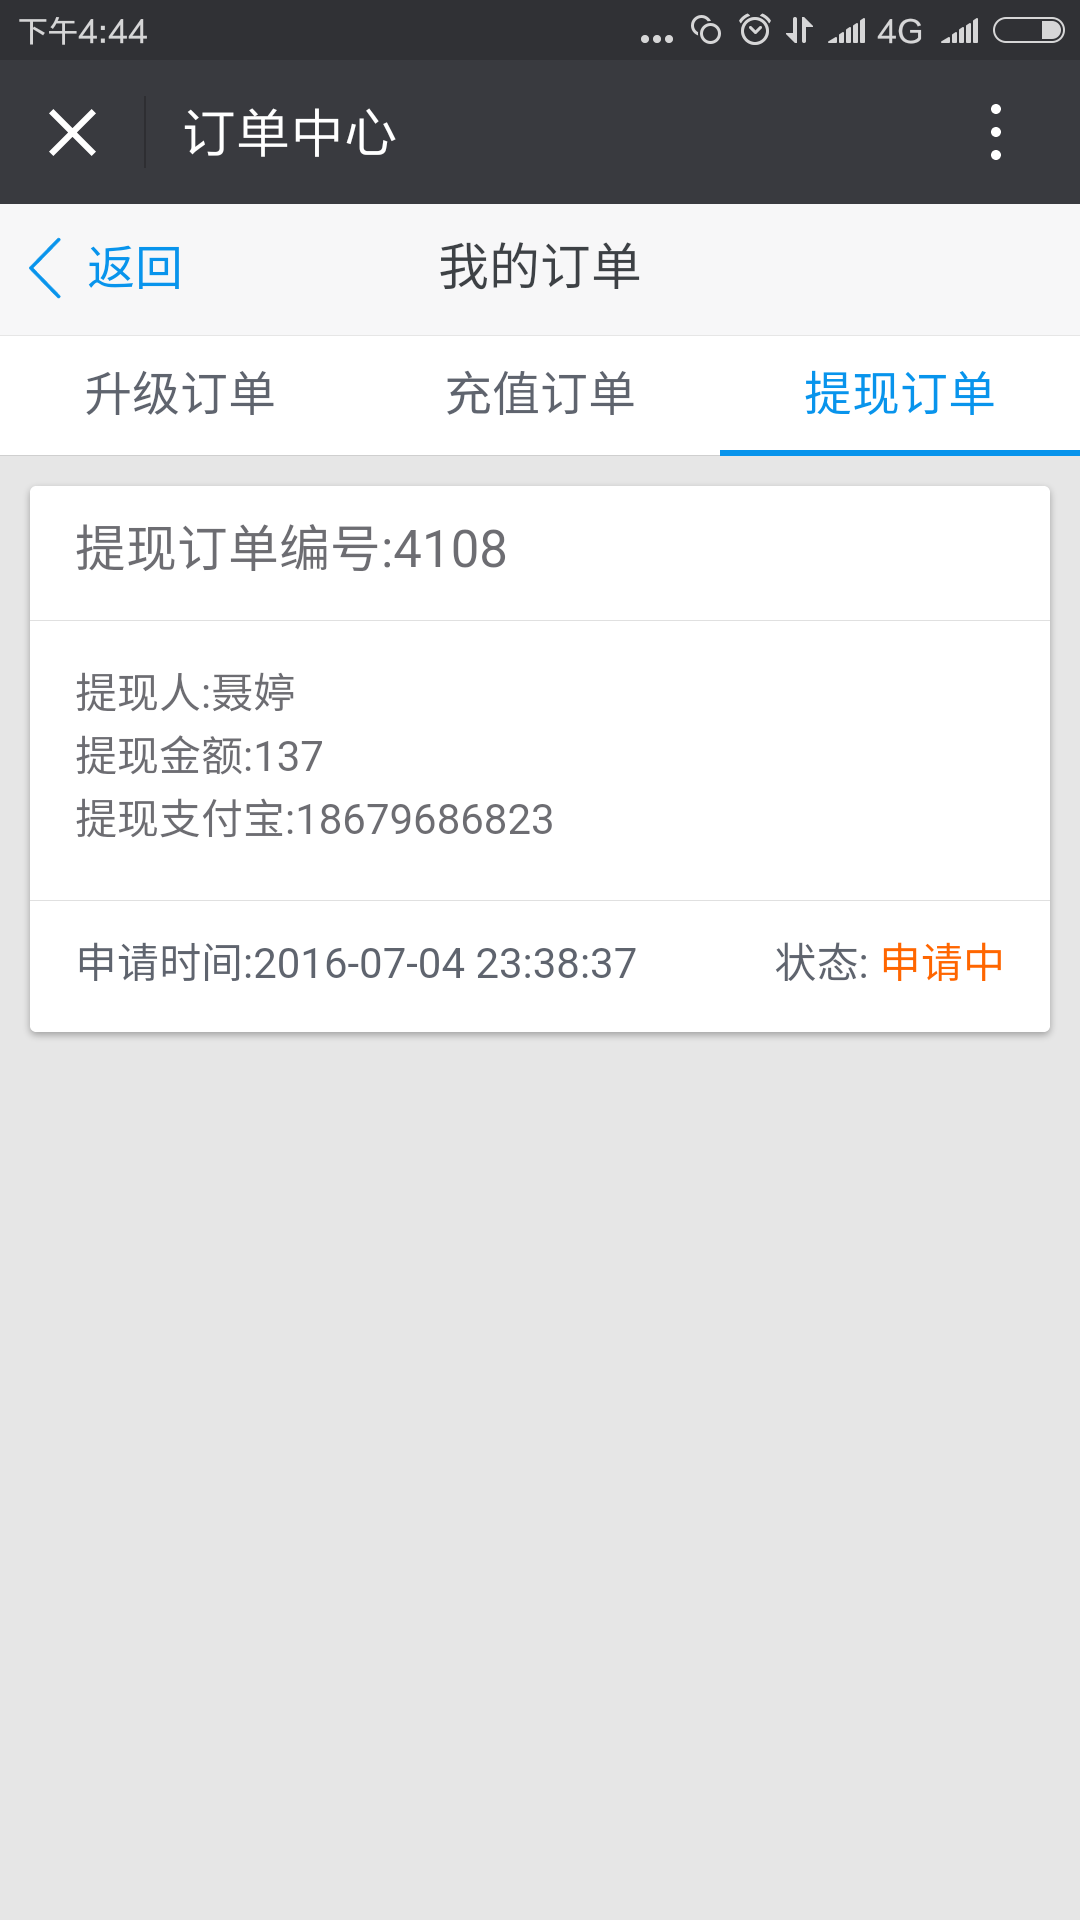 下午4:44
4G
订单中心
返回
我的订单
升级订单
充值订单
提现订单
提现订单编号:4108
提现人:聂婷
提现金额:137
提现支付宝:18679686823
申请时间:2016-07-04 23:38:37
状态: 申请中